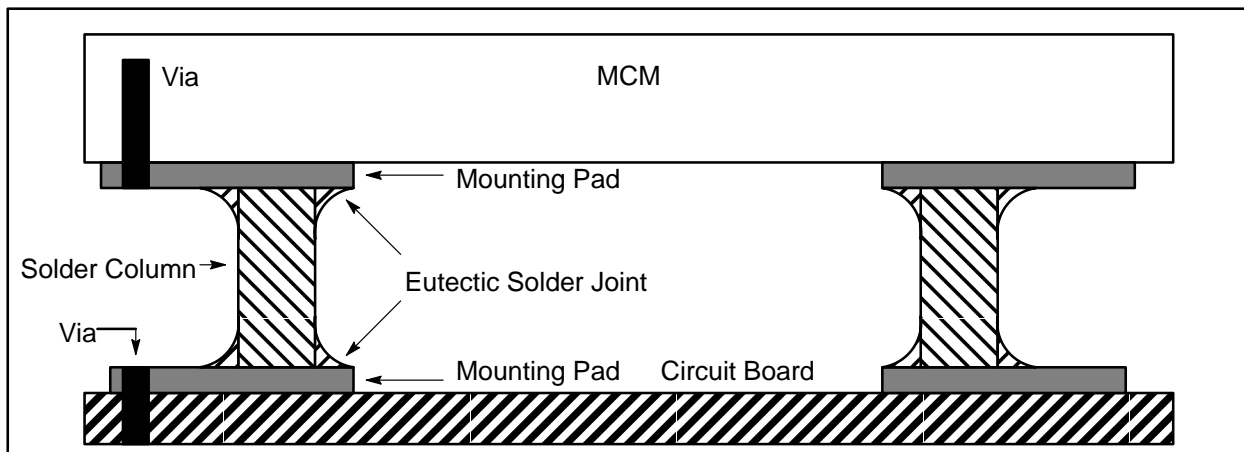 Via
MCM
Mounting Pad
Solder Column
Eutectic Solder Joint
Via
Mounting Pad
Circuit Board